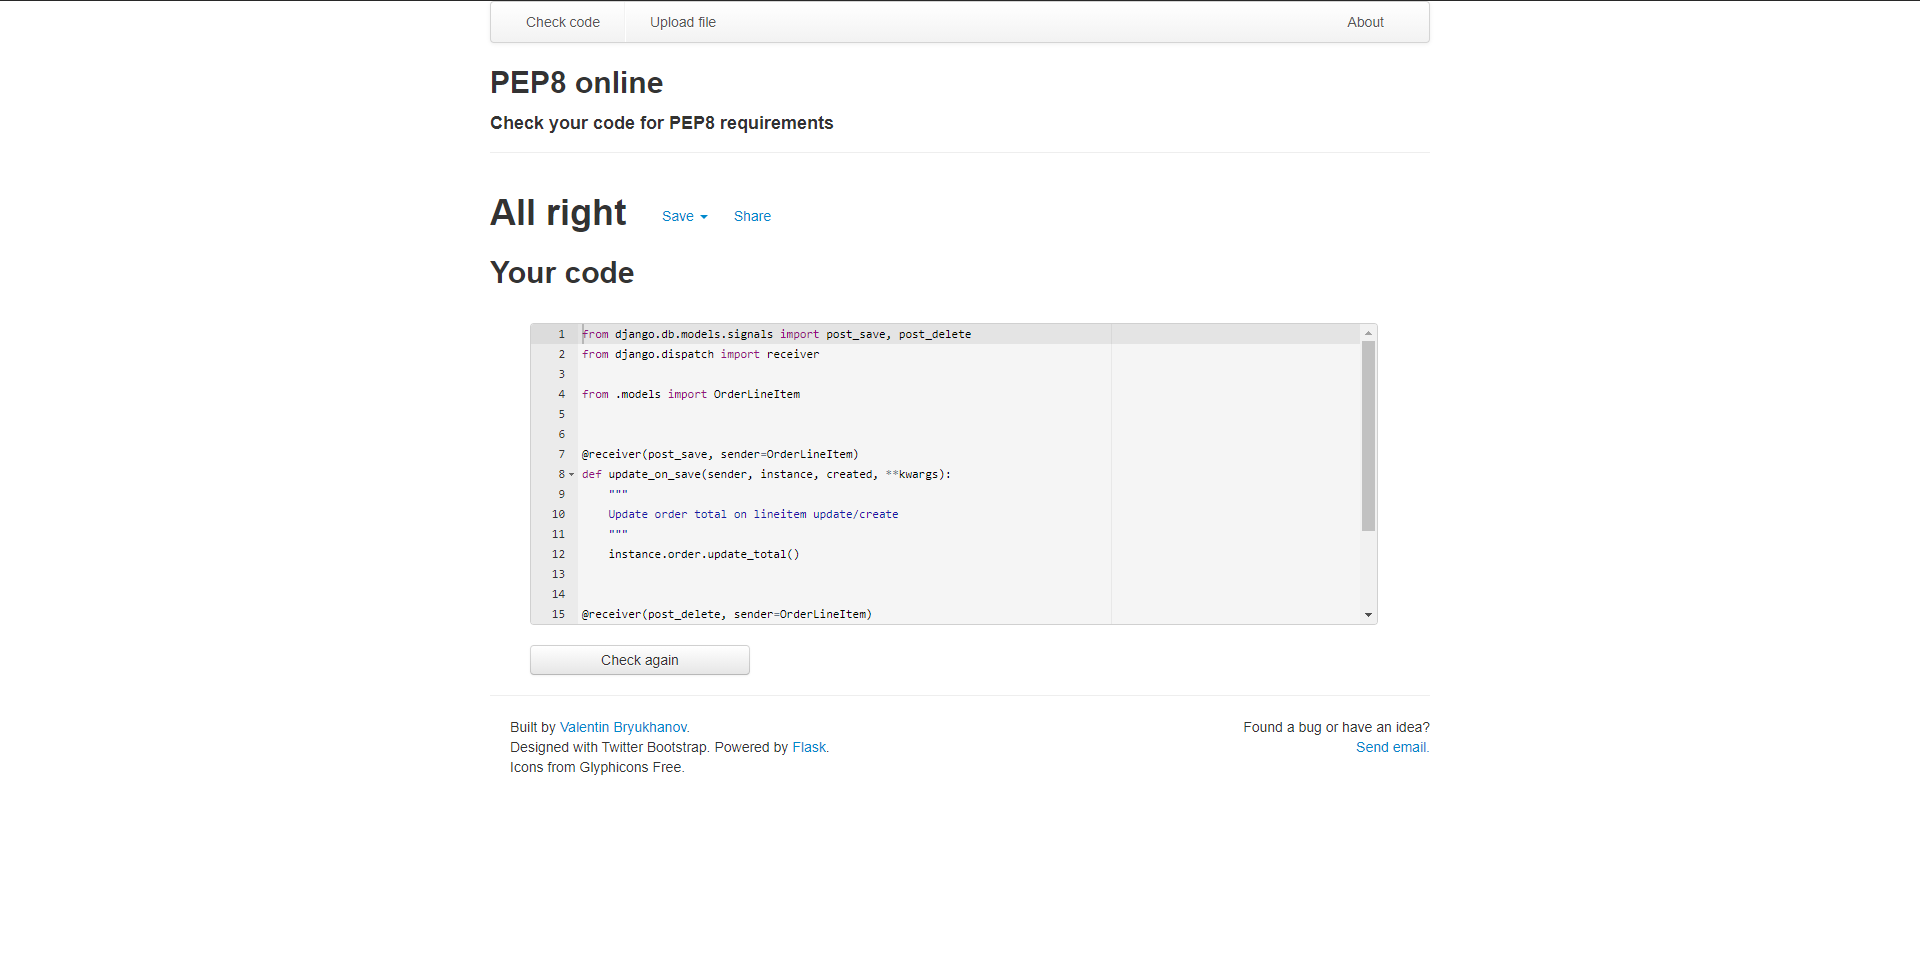 Check code Upload file About
PEP8 online
Check your code for PEP8 requirements
All right Save Share
Your code
1 from django.db.models.signals import post_save, post_delete
2 from django.dispatch import receiver
3
4 from .models import OrderLineItem
5
6
7 @receiver(post_save, sender=OrderLineItem)
8 def update_on_save(sender, instance, created, **kwargs):
9 """
10 Update order total on lineitem update/create
11 """
12 instance.order.update_total()
13
14
15 @receiver(post_delete, sender=OrderLineItem)
Check again
Built by Valentin Bryukhanov.
Designed with Twitter Bootstrap. Powered by Flask.
Icons from Glyphicons Free.
Found a bug or have an idea?
Send email.